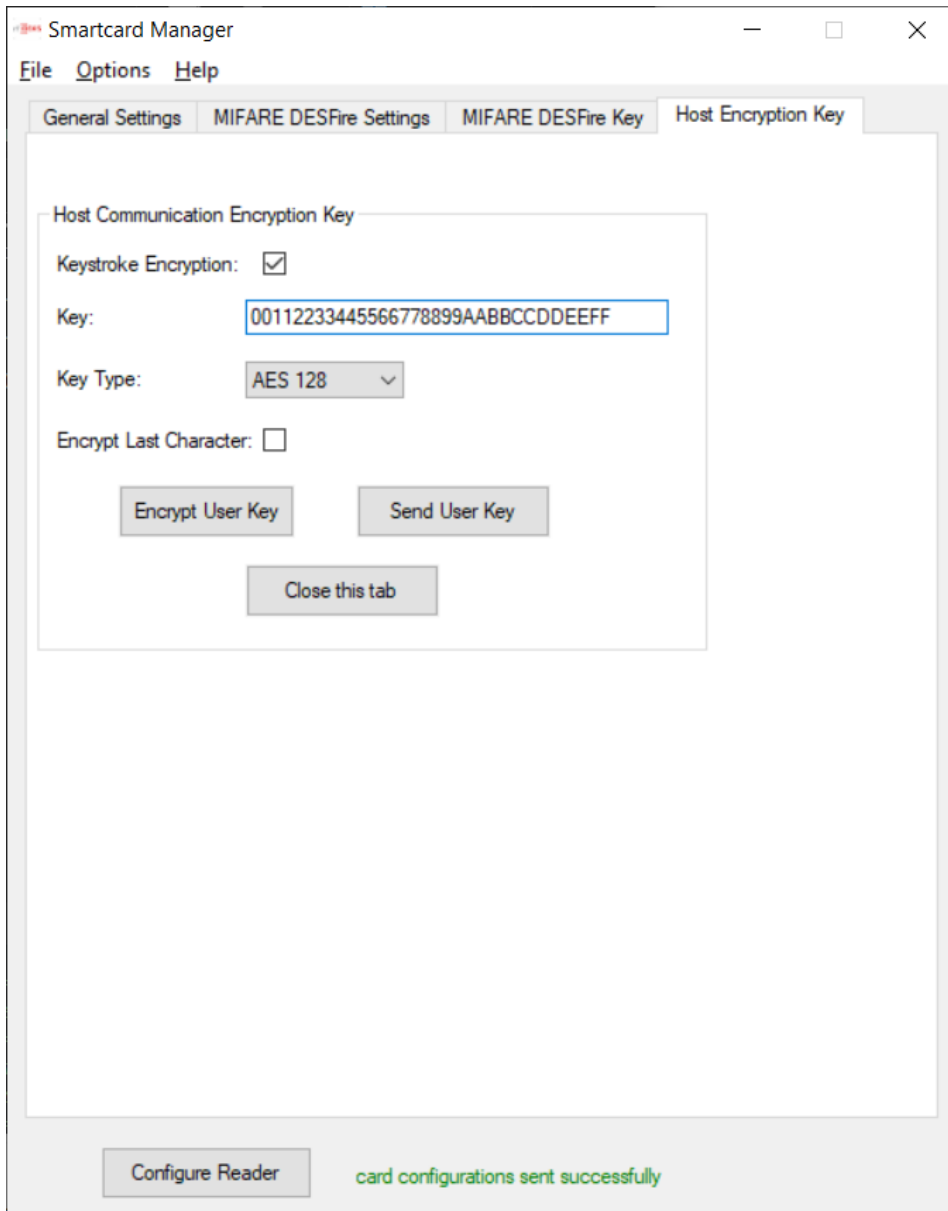 Smartcard Manager
File Options Help
General Settings MIFARE DESFire Settings MIFARE DESFire Key Host Encryption Key
Host Communication Encryption Key
Keystroke Encryption:
Key: 00112233445566778899AABBCCDDEEFF
Key Type: AES 128
Encrypt Last Character:
Encrypt User Key Send User Key
Close this tab
Configure Reader card configurations sent successfully